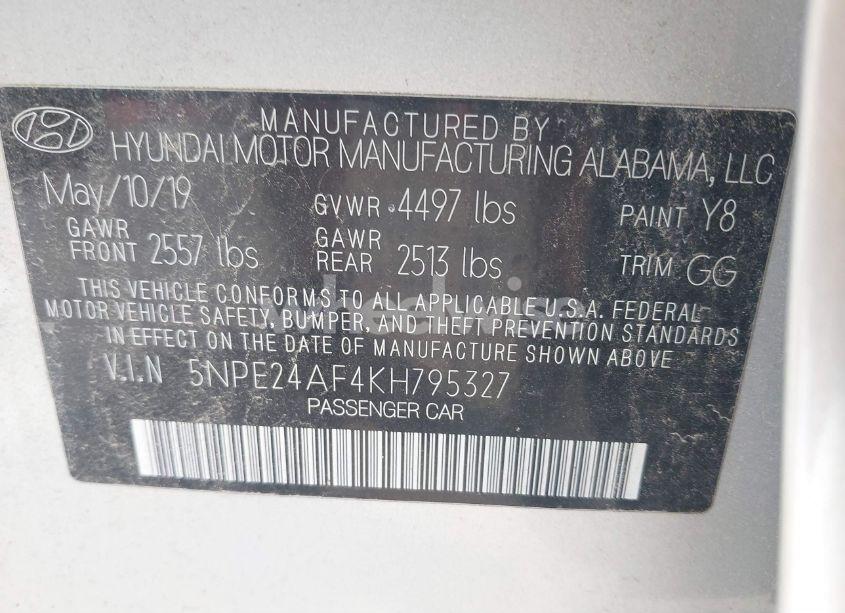 MANUFACTURED BY
HYUNDAI MOTOR MANUFACTURING ALABAMA, LLC
May/10/19 GVWR 4497 lbs PAINT Y8
GAWR FRONT 2557 lbs GAWR REAR 2513 lbs TRIM GG
THIS VEHICLE CONFORMS TO ALL APPLICABLE U.S.A. FEDERAL
MOTOR VEHICLE SAFETY, BUMPER, AND THEFT PREVENTION STANDARDS
IN EFFECT ON THE DATE OF MANUFACTURE SHOWN ABOVE.
V.I.N 5NPE24AF4KH795327
PASSENGER CAR